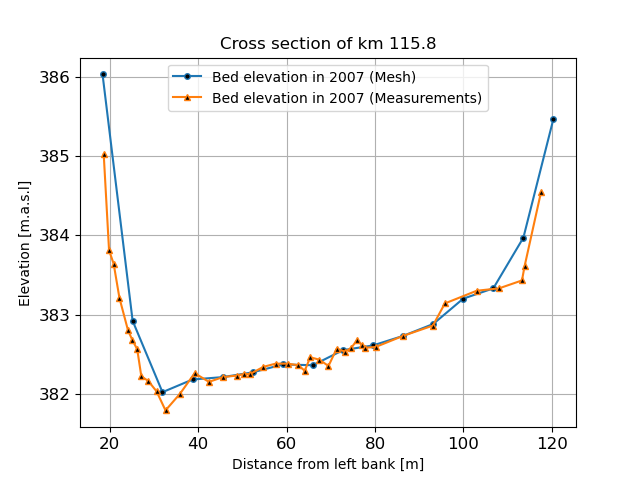 Cross section of km 115.8
Bed elevation in 2007 (Mesh)
Bed elevation in 2007 (Measurements)
386
385
384
383
382
Elevation [m.a.s.l]
20 40 60 80 100 120
Distance from left bank [m]